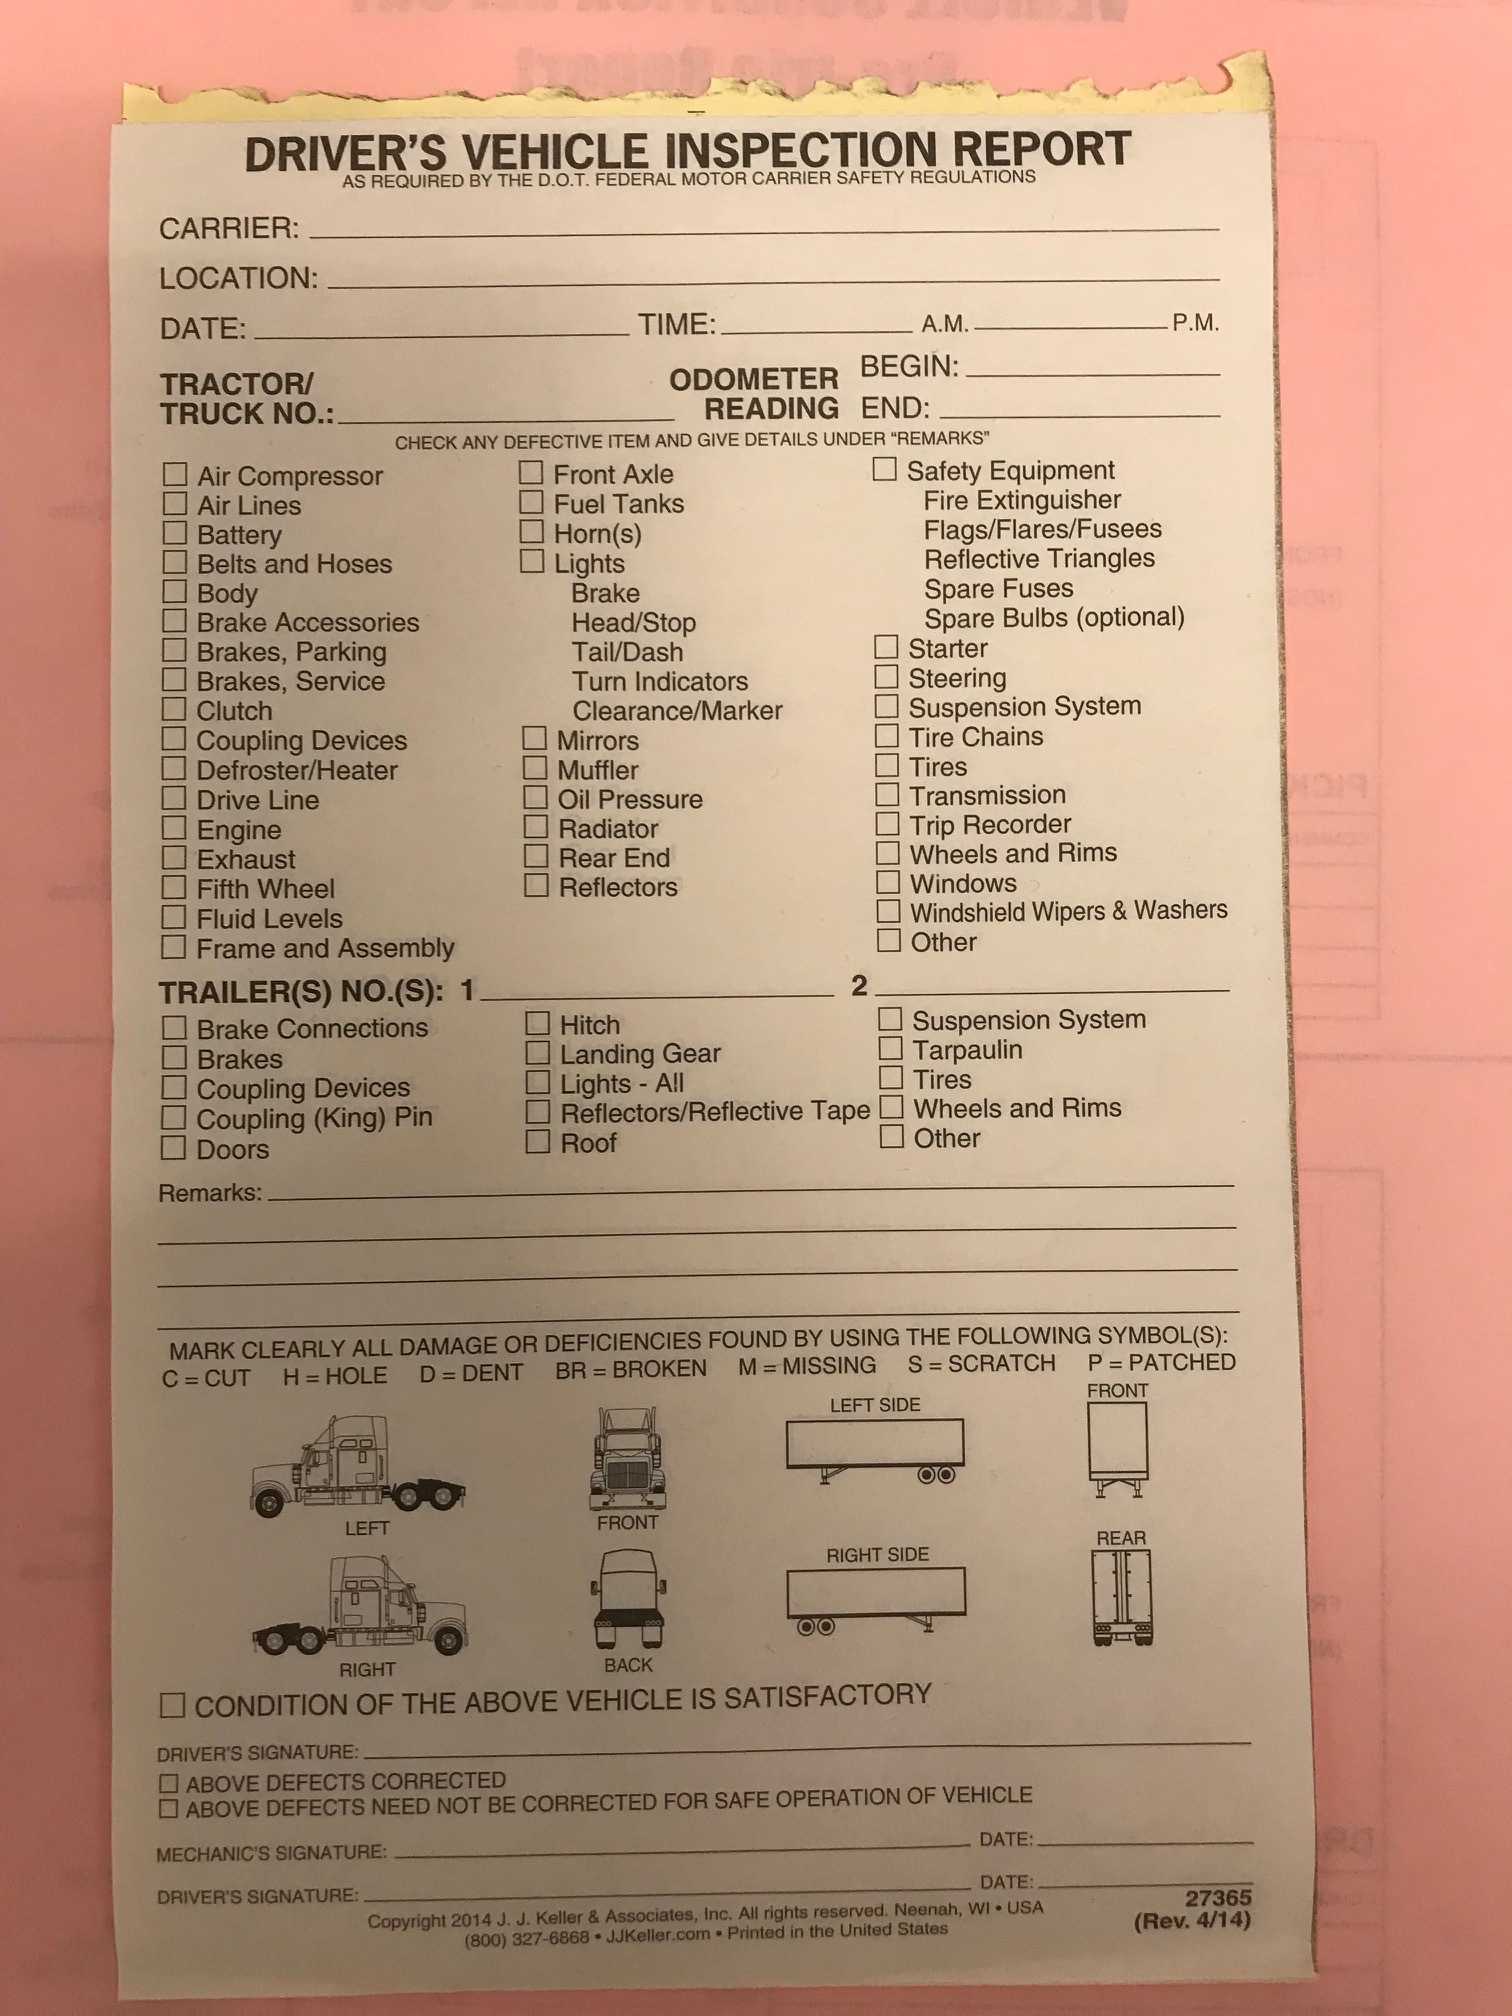 DRIVER'S VEHICLE INSPECTION REPORT
AS REQUIRED BY THE D.O.T. FEDERAL MOTOR CARRIER SAFETY REGULATIONS
CARRIER:
LOCATION:
DATE: TIME: A.M. P.M.
TRACTOR/
TRUCK NO.:
ODOMETER
READING
BEGIN:
END:
CHECK ANY DEFECTIVE ITEM AND GIVE DETAILS UNDER "REMARKS"
Air Compressor
Air Lines
Battery
Belts and Hoses
Body
Brake Accessories
Brakes, Parking
Brakes, Service
Clutch
Coupling Devices
Defroster/Heater
Drive Line
Engine
Exhaust
Fifth Wheel
Fluid Levels
Frame and Assembly
Front Axle
Fuel Tanks
Horn(s)
Lights
Brake
Head/Stop
Tail/Dash
Turn Indicators
Clearance/Marker
Mirrors
Muffler
Oil Pressure
Radiator
Rear End
Reflectors
Safety Equipment
Fire Extinguisher
Flags/Flares/Fusees
Reflective Triangles
Spare Fuses
Spare Bulbs (optional)
Starter
Steering
Suspension System
Tire Chains
Tires
Transmission
Trip Recorder
Wheels and Rims
Windows
Windshield Wipers & Washers
Other
TRAILER(S) NO.(S): 1 2
Brake Connections
Brakes
Coupling Devices
Coupling (King) Pin
Doors
Hitch
Landing Gear
Lights - All
Reflectors/Reflective Tape
Roof
Suspension System
Tarpaulin
Tires
Wheels and Rims
Other
Remarks:
MARK CLEARLY ALL DAMAGE OR DEFICIENCIES FOUND BY USING THE FOLLOWING SYMBOL(S):
C = CUT H = HOLE D = DENT BR = BROKEN M = MISSING S = SCRATCH P = PATCHED
LEFT
FRONT
LEFT SIDE
FRONT
RIGHT
BACK
RIGHT SIDE
REAR
CONDITION OF THE ABOVE VEHICLE IS SATISFACTORY
DRIVER'S SIGNATURE:
ABOVE DEFECTS CORRECTED
ABOVE DEFECTS NEED NOT BE CORRECTED FOR SAFE OPERATION OF VEHICLE
MECHANIC'S SIGNATURE: DATE:
DRIVER'S SIGNATURE: DATE:
Copyright 2014 J. J. Keller & Associates, Inc. All rights reserved. Neenah, WI • USA
(800) 327-6868 • JJKeller.com • Printed in the United States
27365
(Rev. 4/14)